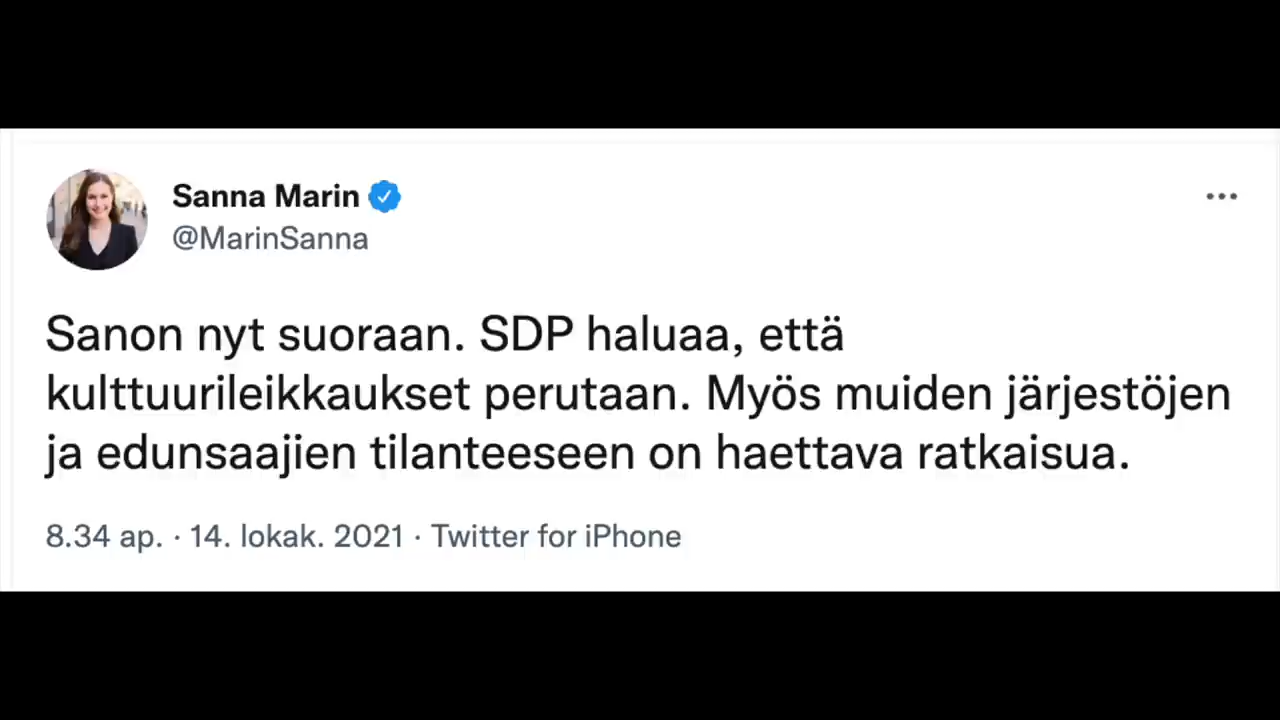 Sanna Marin
@MarinSanna
Sanon nyt suoraan. SDP haluaa, että
kulttuurileikkaukset perutaan. Myös muiden järjestöjen
ja edunsaajien tilanteeseen on haettava ratkaisua.
8.34 ap. · 14. lokak. 2021 · Twitter for iPhone